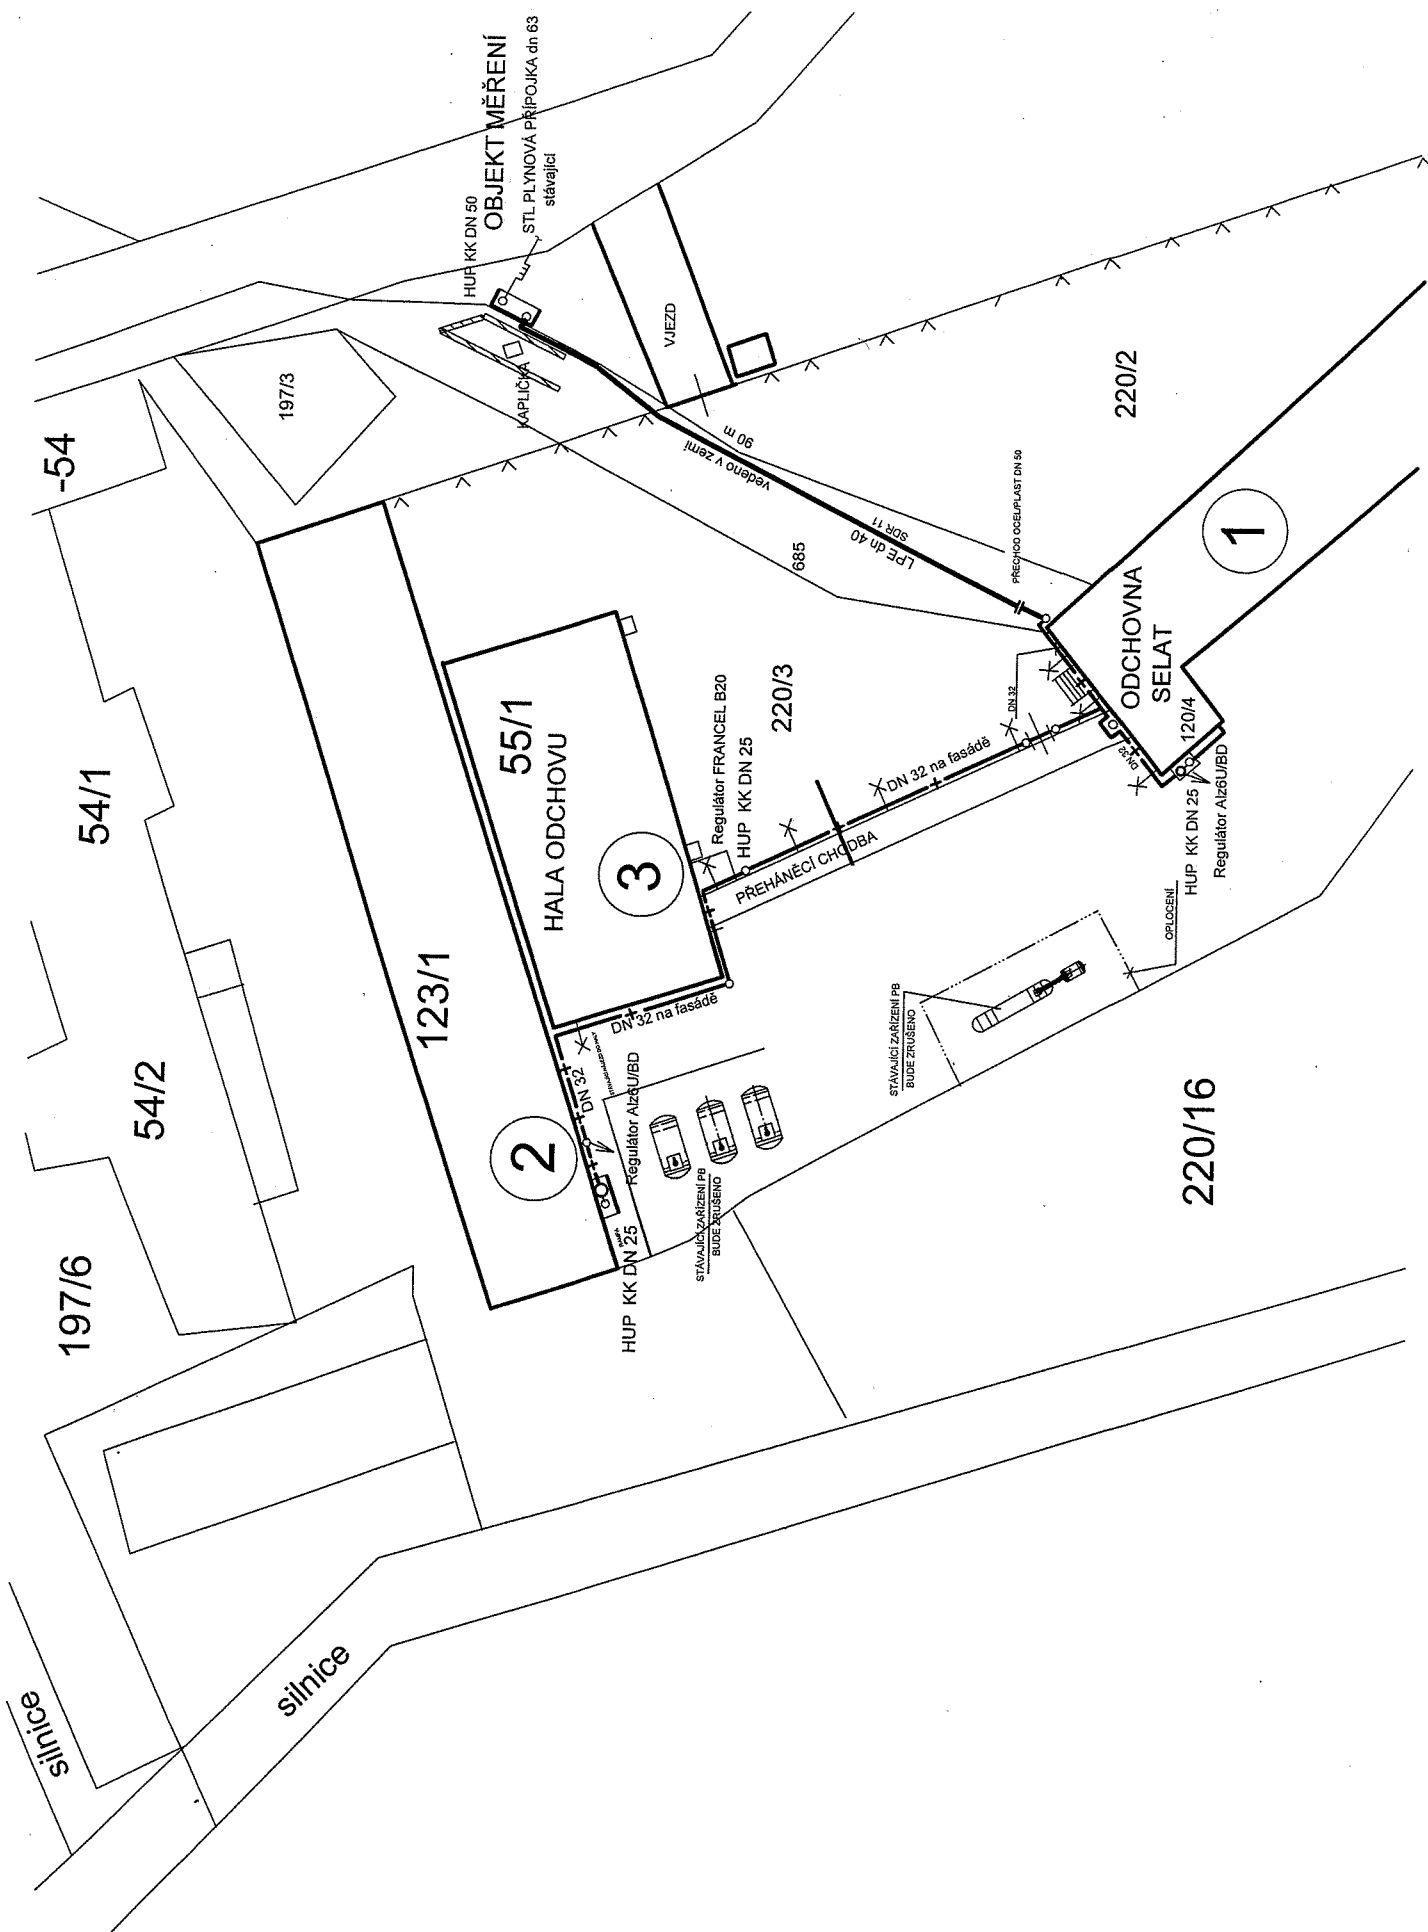 HUP KK DN 50
OBJEKT MĚŘENÍ
STL PLYNOVÁ PŘÍPOJKA dn 63
stávající
-54
197/3
KAPLIČKA
VJEZD
90 m
vedeno v zemi
SDR 11
LPE dn 40
685
220/2
PŘECHOD OCEL/PLAST DN 50
1
ODCHOVNA
SELAT
120/4
DN 32
DN 32
HUP KK DN 25
Regulátor Alz6U/BD
54/1
55/1
HALA ODCHOVU
3
220/3
Regulátor FRANCEL B20
HUP KK DN 25
DN 32 na fasádě
PŘEHÁNĚCÍ CHODBA
OPLOCENÍ
STÁVAJÍCÍ ZAŘÍZENÍ PB
BUDE ZRUŠENO
54/2
123/1
2
DN 32 na fasádě
DN 32
Regulátor Alz6U/BD
HUP KK DN 25
RAMPA
STÁVAJÍCÍ ZAŘÍZENÍ PB
BUDE ZRUŠENO
220/16
197/6
silnice
silnice